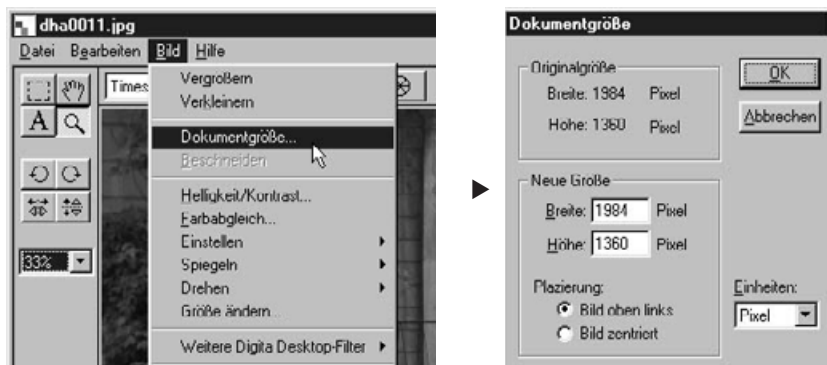 dha0011.jpg
Datei Bearbeiten Bild Hilfe
Times
A
33%
Vergrößern
Verkleinern
Dokumentgröße...
Beschneiden
Helligkeit/Kontrast...
Farbabgleich...
Einstellen
Spiegeln
Drehen
Größe ändern...
Weitere Digita Desktop-Filter
Dokumentgröße
Originalgröße
Breite: 1984 Pixel
Höhe: 1360 Pixel
OK
Abbrechen
Neue Größe
Breite: 1984 Pixel
Höhe: 1360 Pixel
Plazierung:
Bild oben links
Bild zentriert
Einheiten:
Pixel